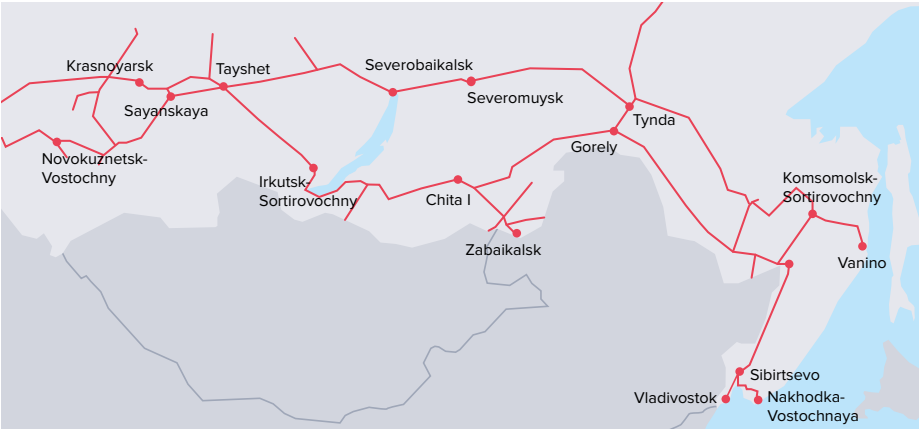 Krasnoyarsk
Tayshet
Severobaikalsk
Sayanskaya
Severomuysk
Tynda
Gorely
Novokuznetsk-
Vostochny
Irkutsk-
Sortirovochny
Chita I
Komsomolsk-
Sortirovochny
Zabaikalsk
Vanino
Sibirtsevo
Vladivostok
Nakhodka-
Vostochnaya